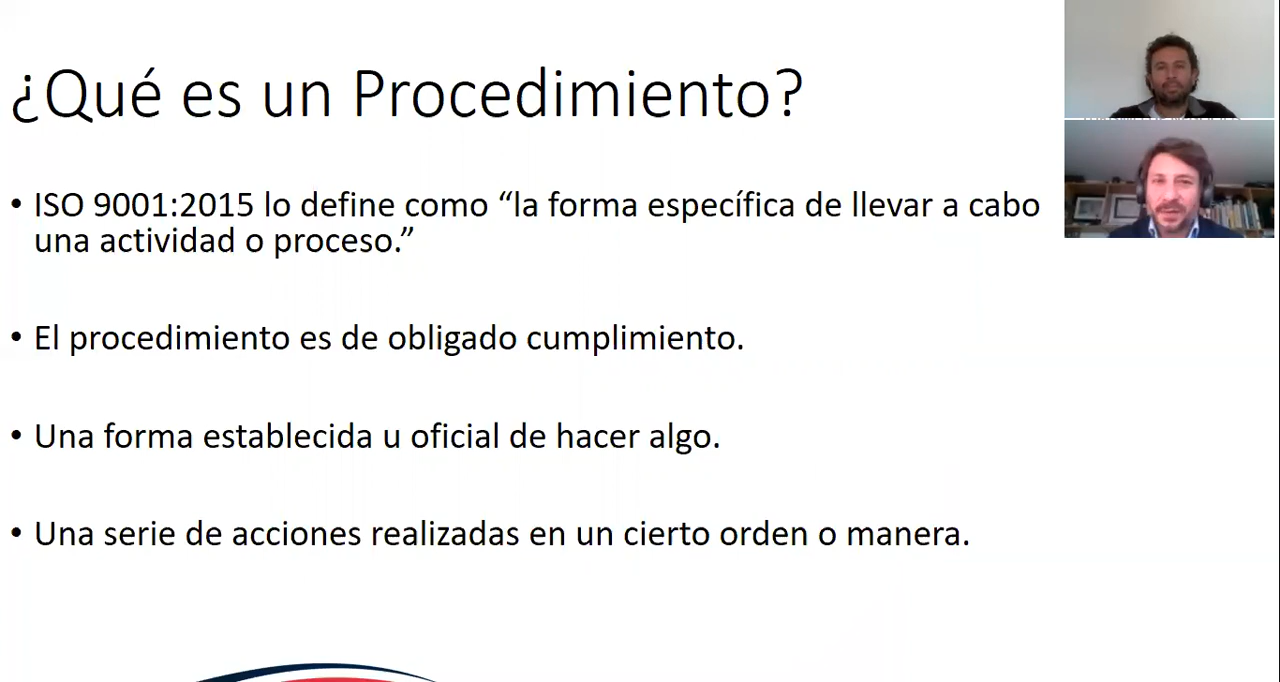 ¿Qué es un Procedimiento?
• ISO 9001:2015 lo define como “la forma específica de llevar a cabo
una actividad o proceso.”
• El procedimiento es de obligado cumplimiento.
• Una forma establecida u oficial de hacer algo.
• Una serie de acciones realizadas en un cierto orden o manera.